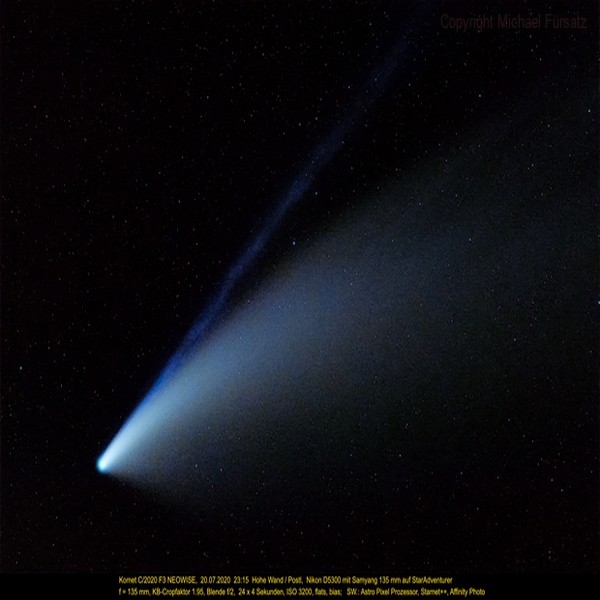 Copyright Michael Fürsatz
Komet C/2020 F3 NEOWISE, 20.07.2020 23:15 Hohe Wand / Postl, Nikon D5300 mit Samyang 135 mm auf StarAdventurer
f = 135 mm, KB-Cropfaktor 1.95, Blende f/2, 24 x 4 Sekunden, ISO 3200, flats, bias; SW.: Astro Pixel Prozessor, Starnet++, Affinity Photo